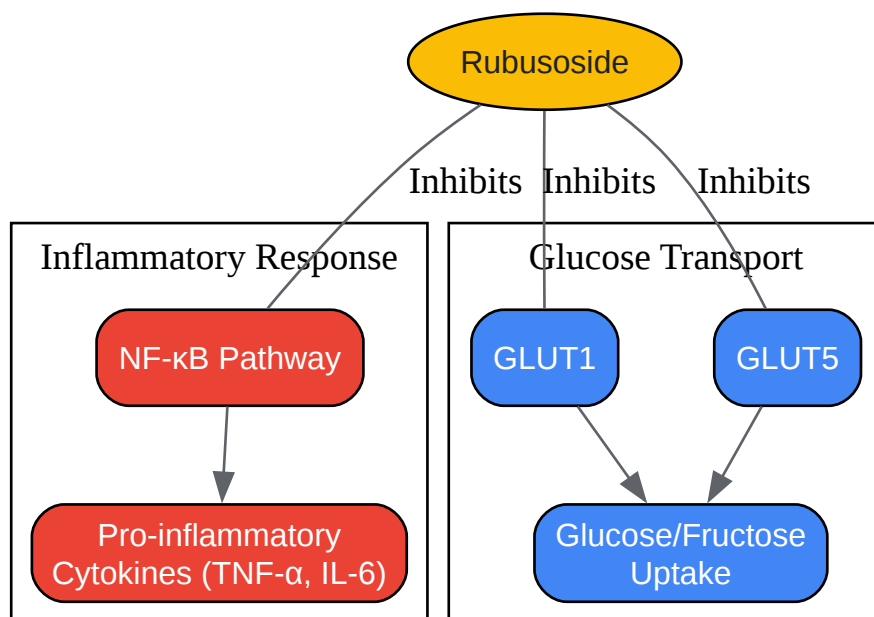 Rubusoside
Inhibits Inhibits Inhibits
Inflammatory Response
Glucose Transport
NF-κB Pathway
GLUT1
GLUT5
Pro-inflammatory
Cytokines (TNF-α, IL-6)
Glucose/Fructose
Uptake